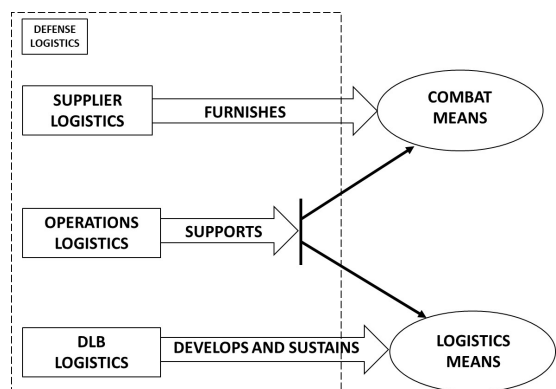 DEFENSE
LOGISTICS
SUPPLIER
LOGISTICS
FURNISHES
COMBAT
MEANS
OPERATIONS
LOGISTICS
SUPPORTS
DLB
LOGISTICS
DEVELOPS AND SUSTAINS
LOGISTICS
MEANS